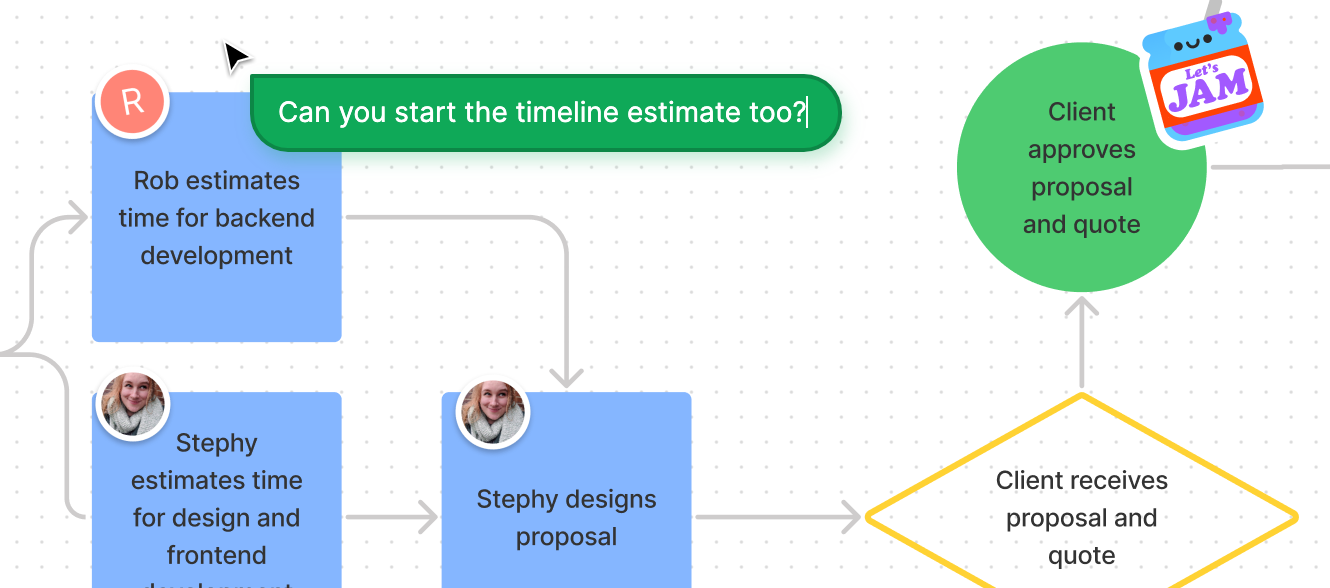 R
Can you start the timeline estimate too?
Rob estimates
time for backend
development
Client
approves
proposal
and quote
Let's
JAM
Stephy
estimates time
for design and
frontend
Stephy designs
proposal
Client receives
proposal and
quote